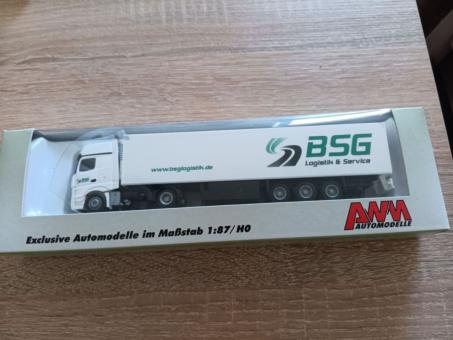 BSG
Logistik & Service
www.bsglogistik.de
Exclusive Automodelle im Maßstab 1:87/H0
AWM
AUTOMODELLE